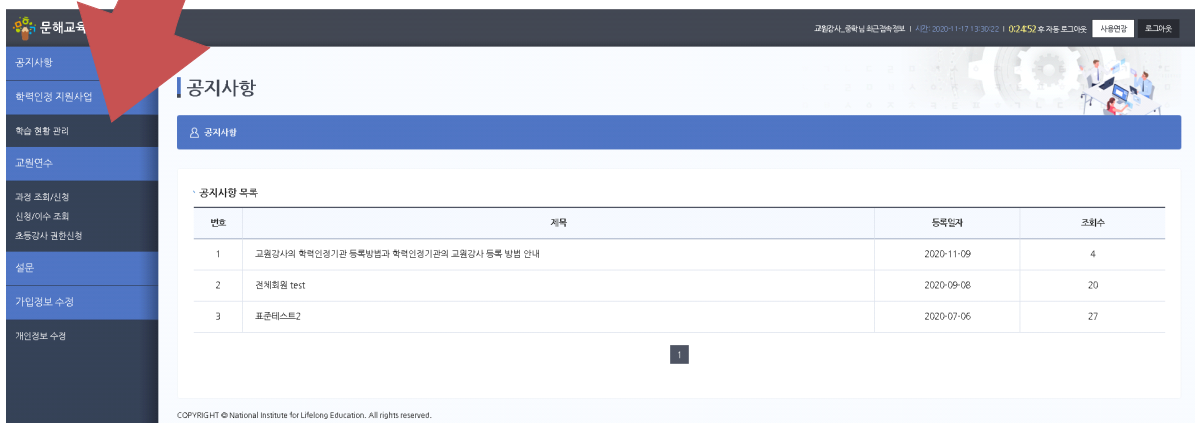 문해교육
교원강사_중학님 최근접속정보 | 시간: 2020-11-17 13:30:22 | 0:24:52 후 자동 로그아웃 사용연장 로그아웃
공지사항
학력인정 지원사업
학습 현황 관리
교원연수
과정 조회/신청
신청/이수 조회
초등강사 권한신청
설문
가입정보 수정
개인정보 수정
공지사항
공지사항
공지사항 목록
번호 제목 등록일자 조회수
1 교원강사의 학력인정기관 등록방법과 학력인정기관의 교원강사 등록 방법 안내 2020-11-09 4
2 전체회원 test 2020-09-08 20
3 표준테스트2 2020-07-06 27
1
COPYRIGHT © National Institute for Lifelong Education. All rights reserved.